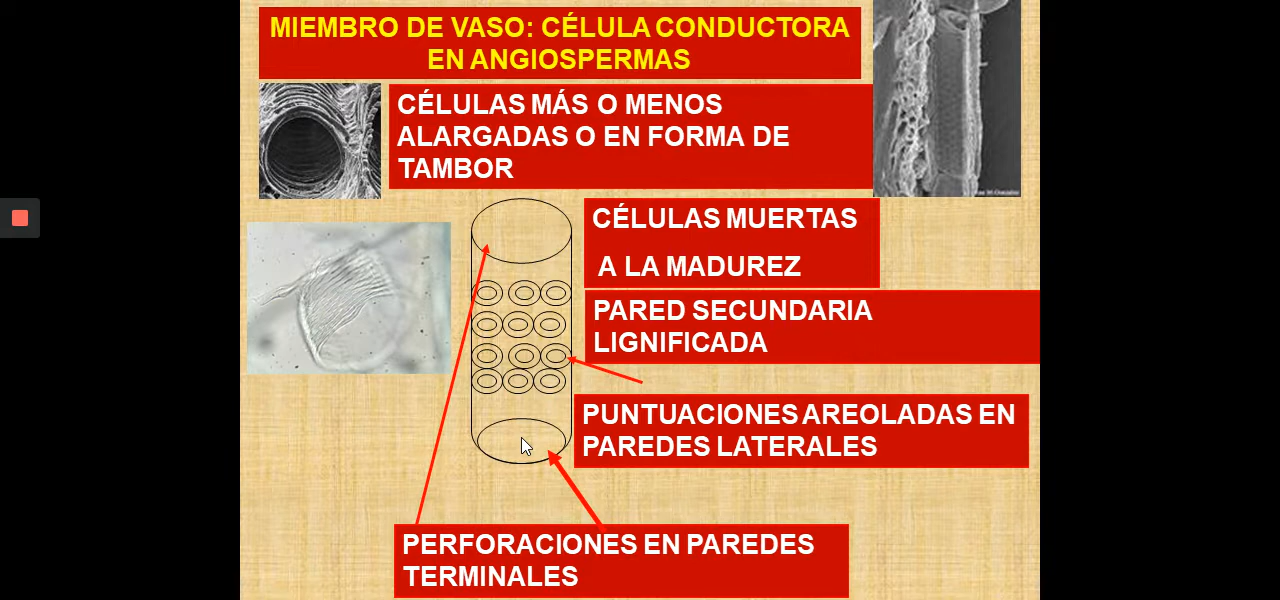 MIEMBRO DE VASO: CÉLULA CONDUCTORA
EN ANGIOSPERMAS
CÉLULAS MÁS O MENOS
ALARGADAS O EN FORMA DE
TAMBOR
CÉLULAS MUERTAS
A LA MADUREZ
PARED SECUNDARIA
LIGNIFICADA
PUNTUACIONES AREOLADAS EN
PAREDES LATERALES
PERFORACIONES EN PAREDES
TERMINALES